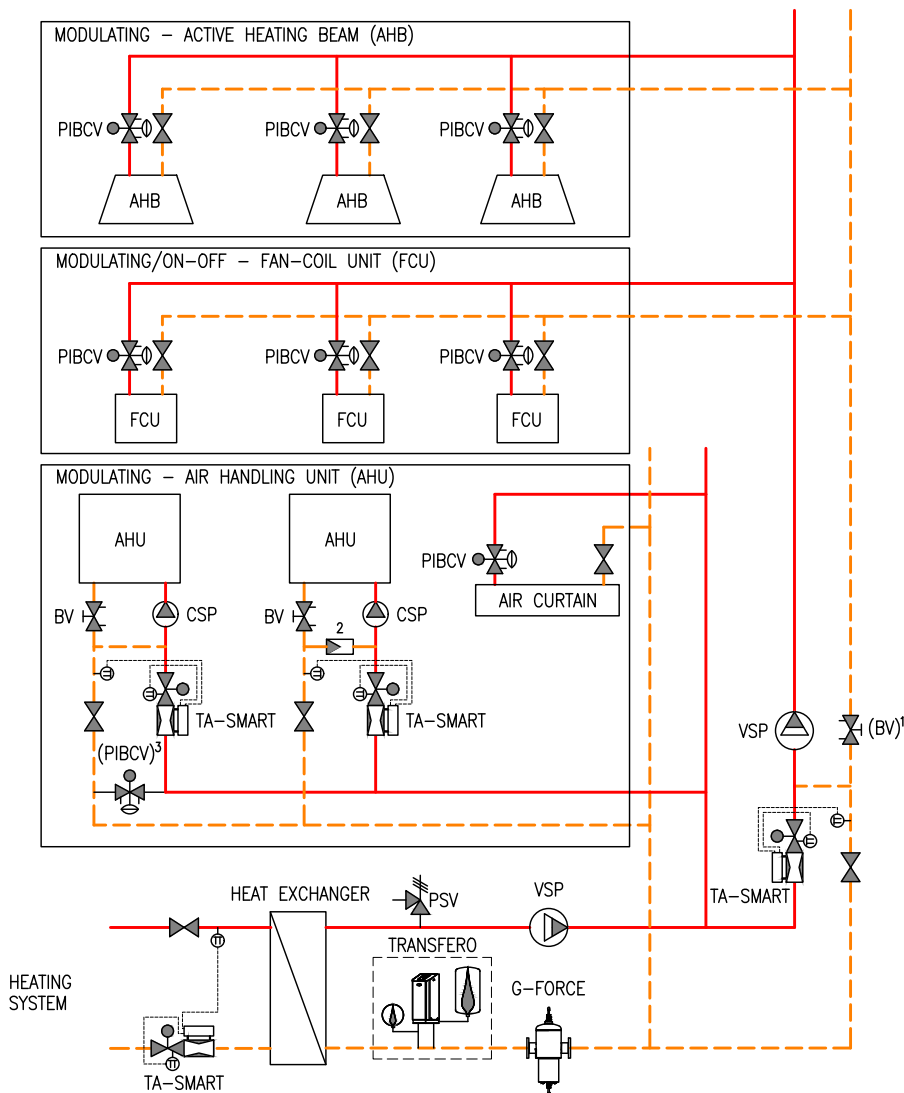 MODULATING - ACTIVE HEATING BEAM (AHB)
PIBCV
PIBCV
PIBCV
AHB
AHB
AHB
MODULATING/ON-OFF - FAN-COIL UNIT (FCU)
PIBCV
PIBCV
PIBCV
FCU
FCU
FCU
MODULATING - AIR HANDLING UNIT (AHU)
AHU
AHU
PIBCV
AIR CURTAIN
BV
CSP
BV
2
CSP
TA-SMART
TA-SMART
(PIBCV)³
VSP
(BV)¹
TA-SMART
HEAT EXCHANGER
PSV
VSP
TRANSFERO
G-FORCE
HEATING
SYSTEM
TA-SMART